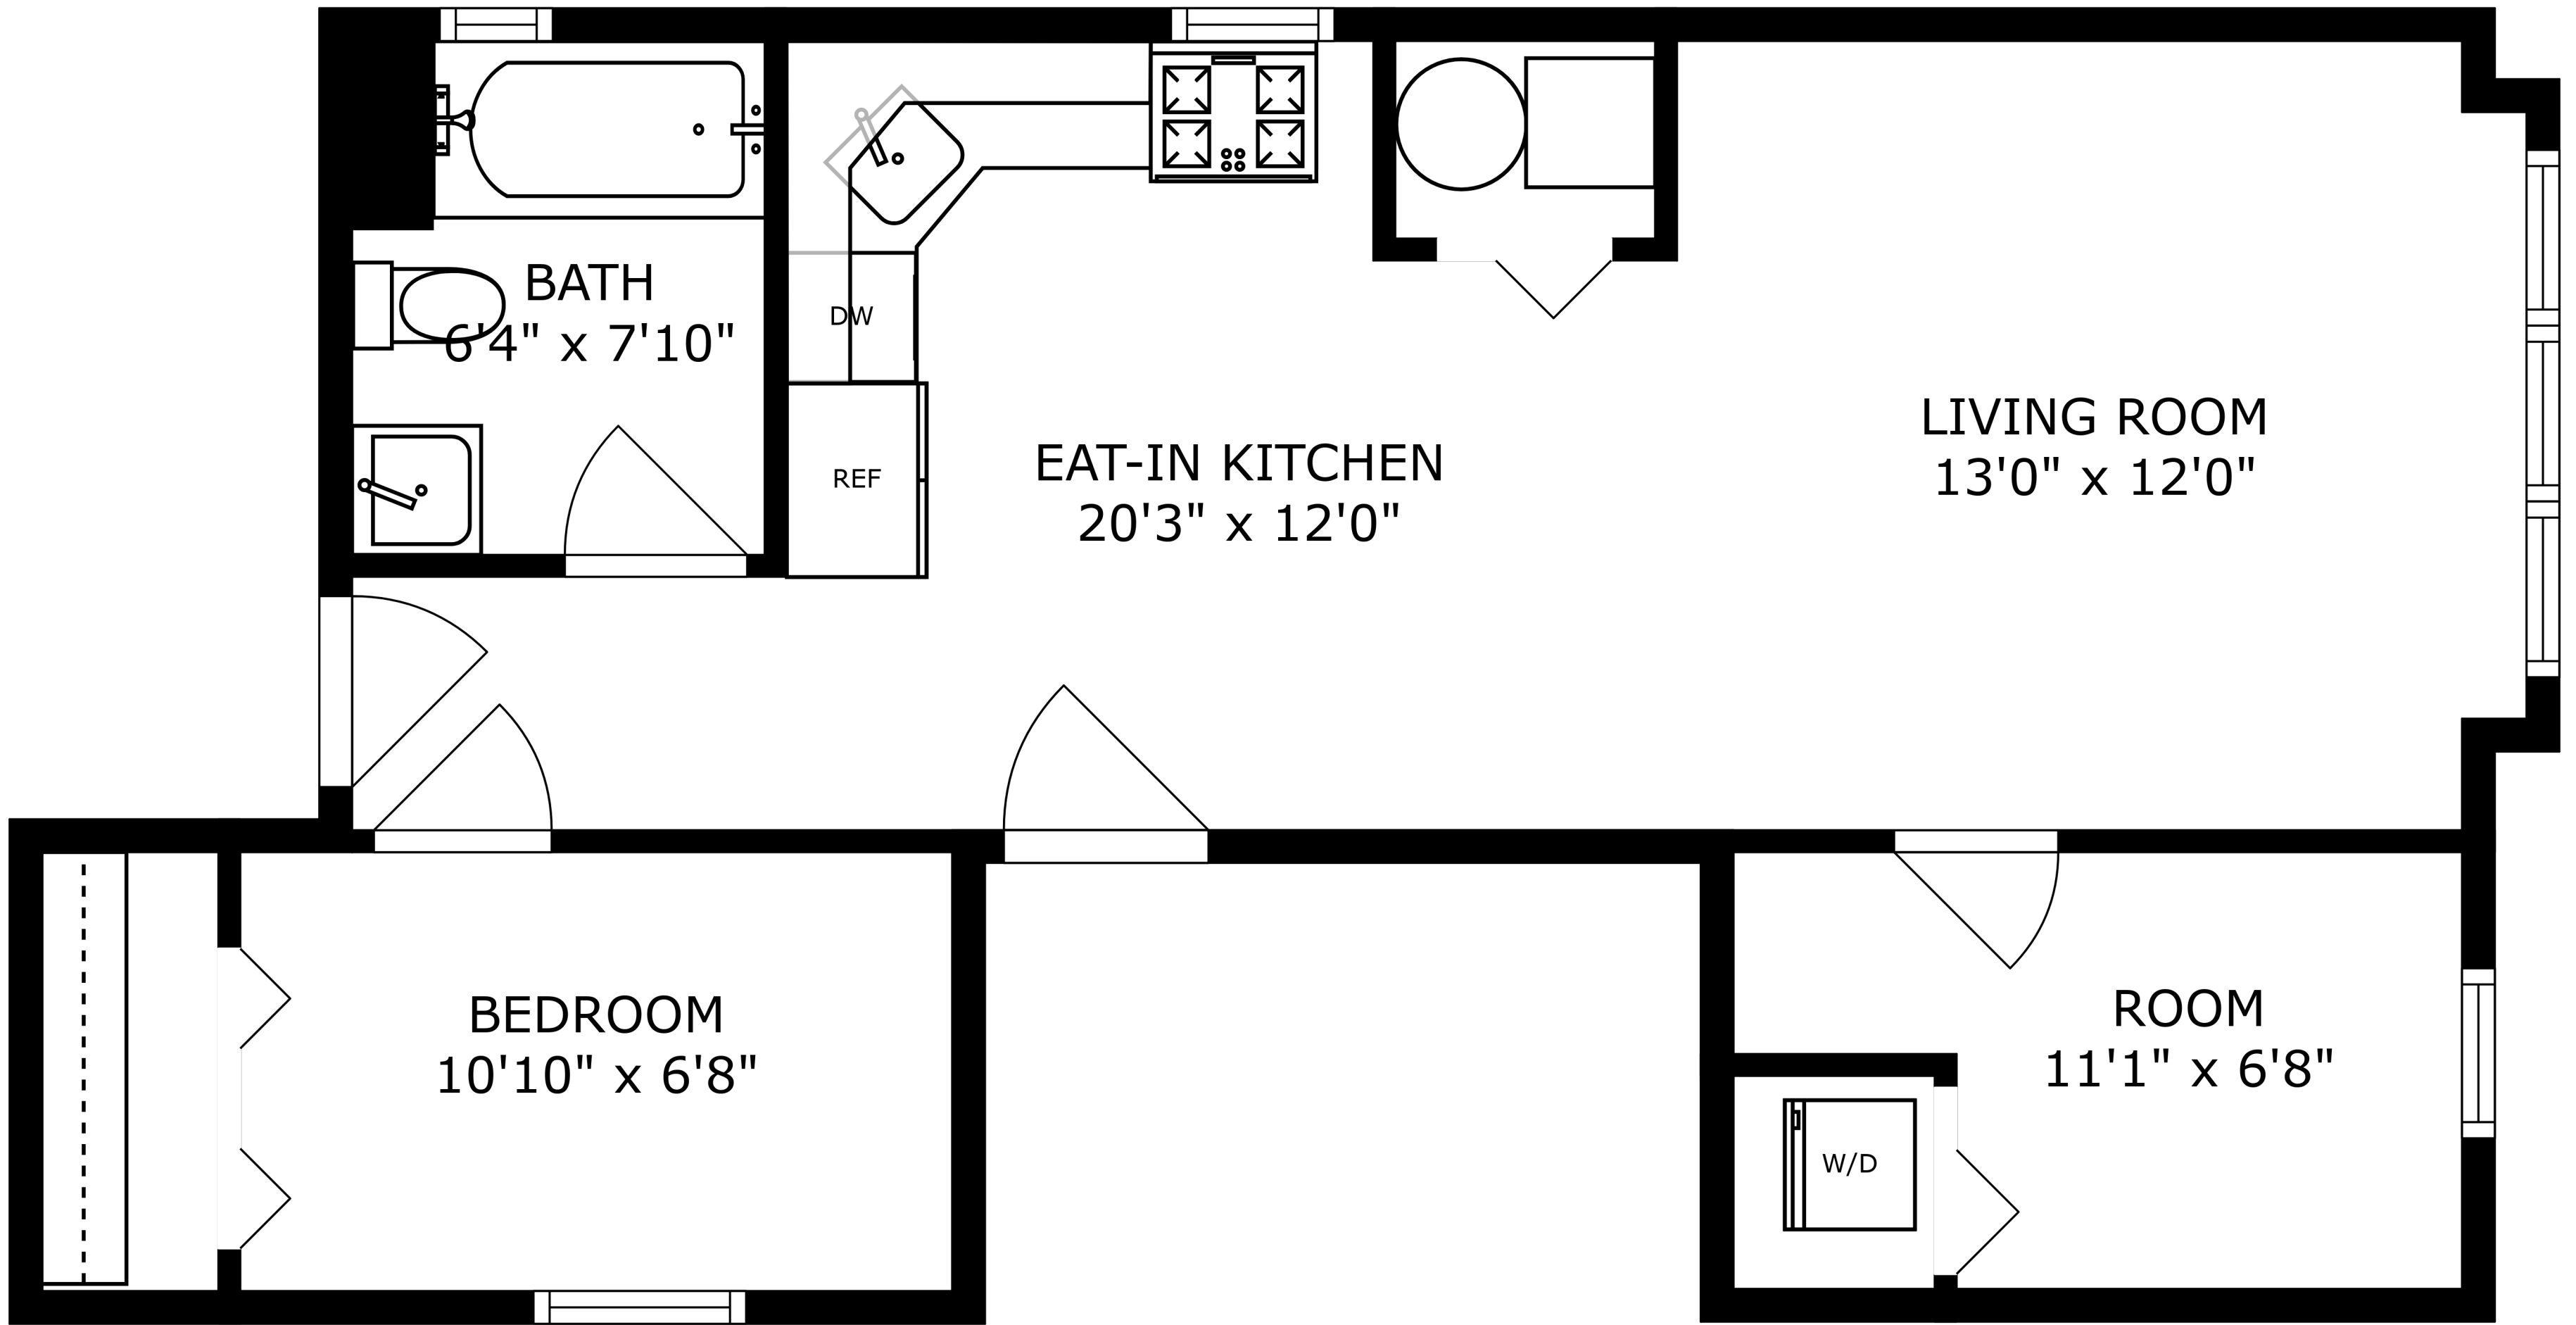 BATH
6'4" x 7'10"
DW
REF
EAT-IN KITCHEN
20'3" x 12'0"
LIVING ROOM
13'0" x 12'0"
BEDROOM
10'10" x 6'8"
ROOM
11'1" x 6'8"
W/D